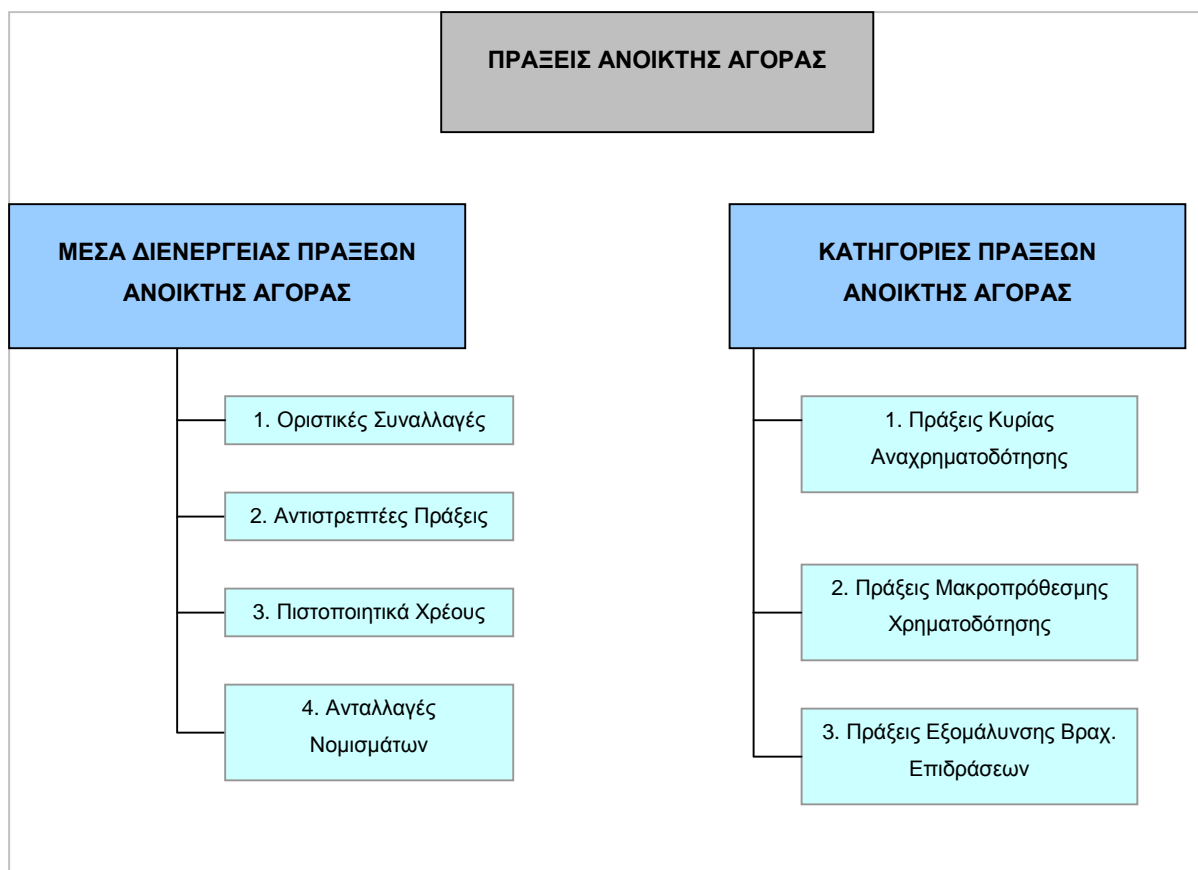 ΠΡΑΞΕΙΣ ΑΝΟΙΚΤΗΣ ΑΓΟΡΑΣ
ΜΕΣΑ ΔΙΕΝΕΡΓΕΙΑΣ ΠΡΑΞΕΩΝ
ΑΝΟΙΚΤΗΣ ΑΓΟΡΑΣ
1. Οριστικές Συναλλαγές
2. Αντιστρεπτέες Πράξεις
3. Πιστοποιητικά Χρέους
4. Ανταλλαγές
Νομισμάτων
ΚΑΤΗΓΟΡΙΕΣ ΠΡΑΞΕΩΝ
ΑΝΟΙΚΤΗΣ ΑΓΟΡΑΣ
1. Πράξεις Κυρίας
Αναχρηματοδότησης
2. Πράξεις Μακροπρόθεσμης
Χρηματοδότησης
3. Πράξεις Εξομάλυνσης Βραχ.
Επιδράσεων